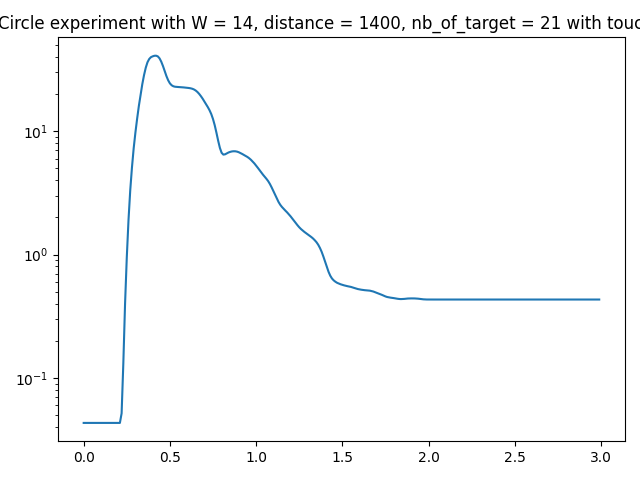 Circle experiment with W = 14, distance = 1400, nb_of_target = 21 with touc
10¹
10⁰
10⁻¹
0.0 0.5 1.0 1.5 2.0 2.5 3.0